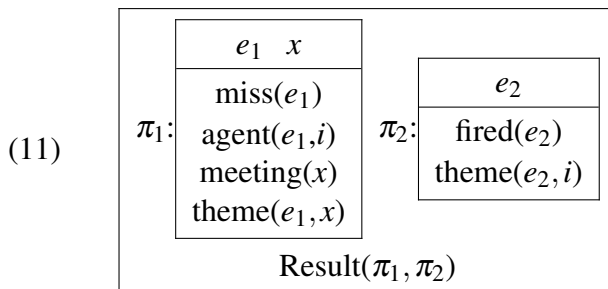 (11)
π₁:
e₁ x
miss(e₁)
agent(e₁,i)
meeting(x)
theme(e₁,x)
π₂:
e₂
fired(e₂)
theme(e₂,i)
Result(π₁,π₂)